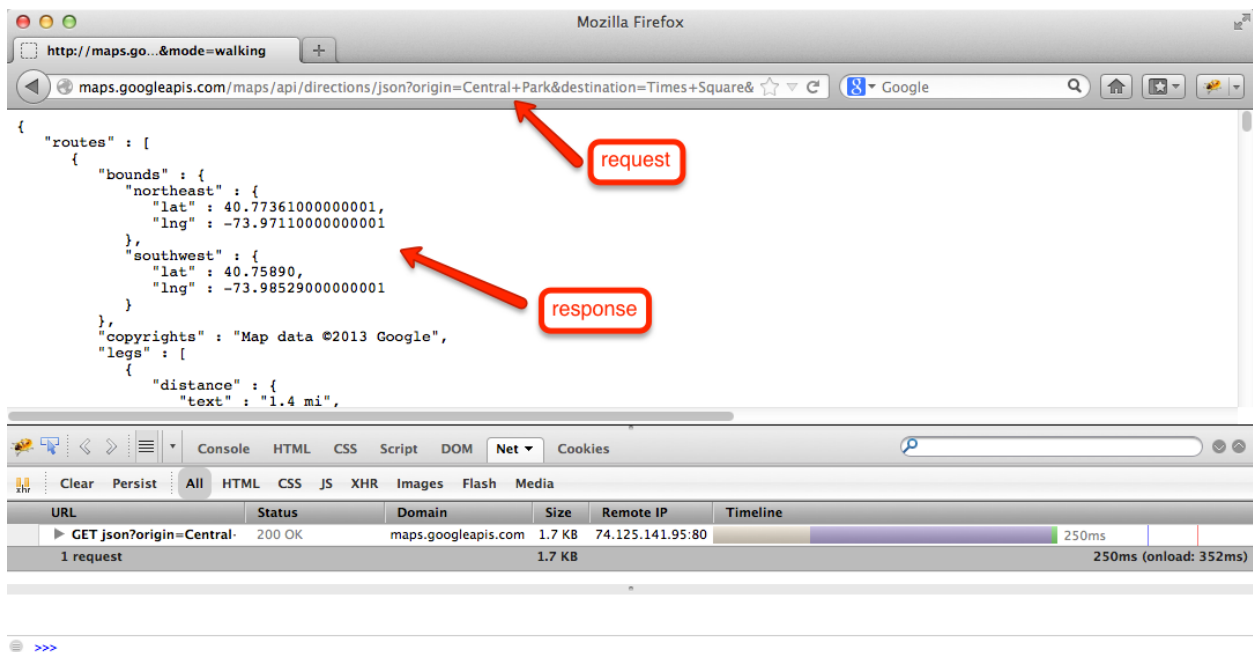 Mozilla Firefox
http://maps.go...&mode=walking
maps.googleapis.com/maps/api/directions/json?origin=Central+Park&destination=Times+Square& Google
{
"routes" : [
{
"bounds" : {
"northeast" : {
"lat" : 40.77361000000001,
"lng" : -73.97110000000001
},
"southwest" : {
"lat" : 40.75890,
"lng" : -73.98529000000001
}
},
"copyrights" : "Map data ©2013 Google",
"legs" : [
{
"distance" : {
"text" : "1.4 mi",
request
response
Console HTML CSS Script DOM Net Cookies
xhr Clear Persist All HTML CSS JS XHR Images Flash Media
URL Status Domain Size Remote IP Timeline
GET json?origin=Central- 200 OK maps.googleapis.com 1.7 KB 74.125.141.95:80 250ms
1 request 1.7 KB 250ms (onload: 352ms)
>>>